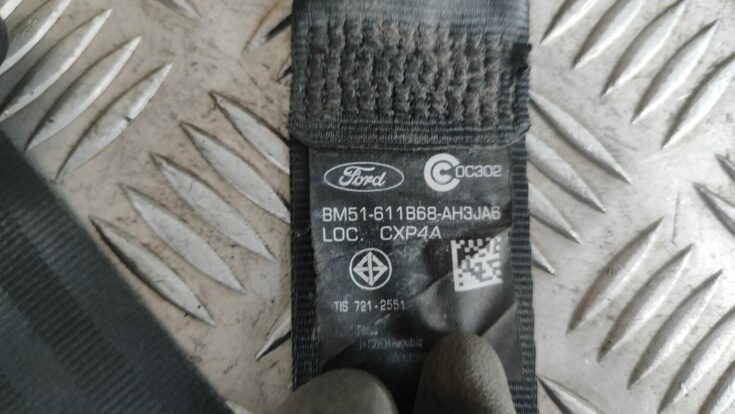 Ford
C OC302
BM51-611B68-AH3JA6
LOC. CXP4A
TIS 721-2551